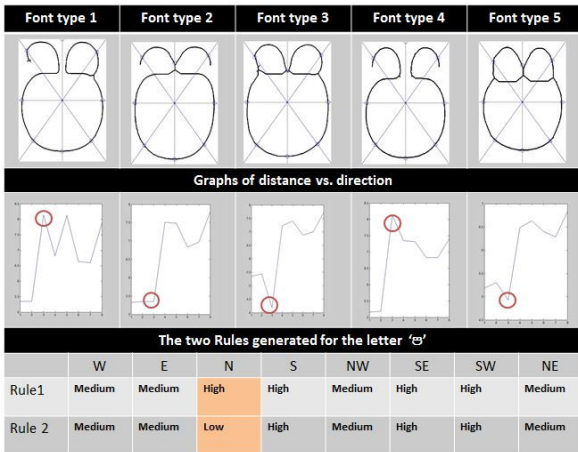 Font type 1 Font type 2 Font type 3 Font type 4 Font type 5
Graphs of distance vs. direction
The two Rules generated for the letter 'ඏ'
W E N S NW SE SW NE
Rule1 Medium Medium High High Medium High High Medium
Rule 2 Medium Medium Low High Medium High High Medium